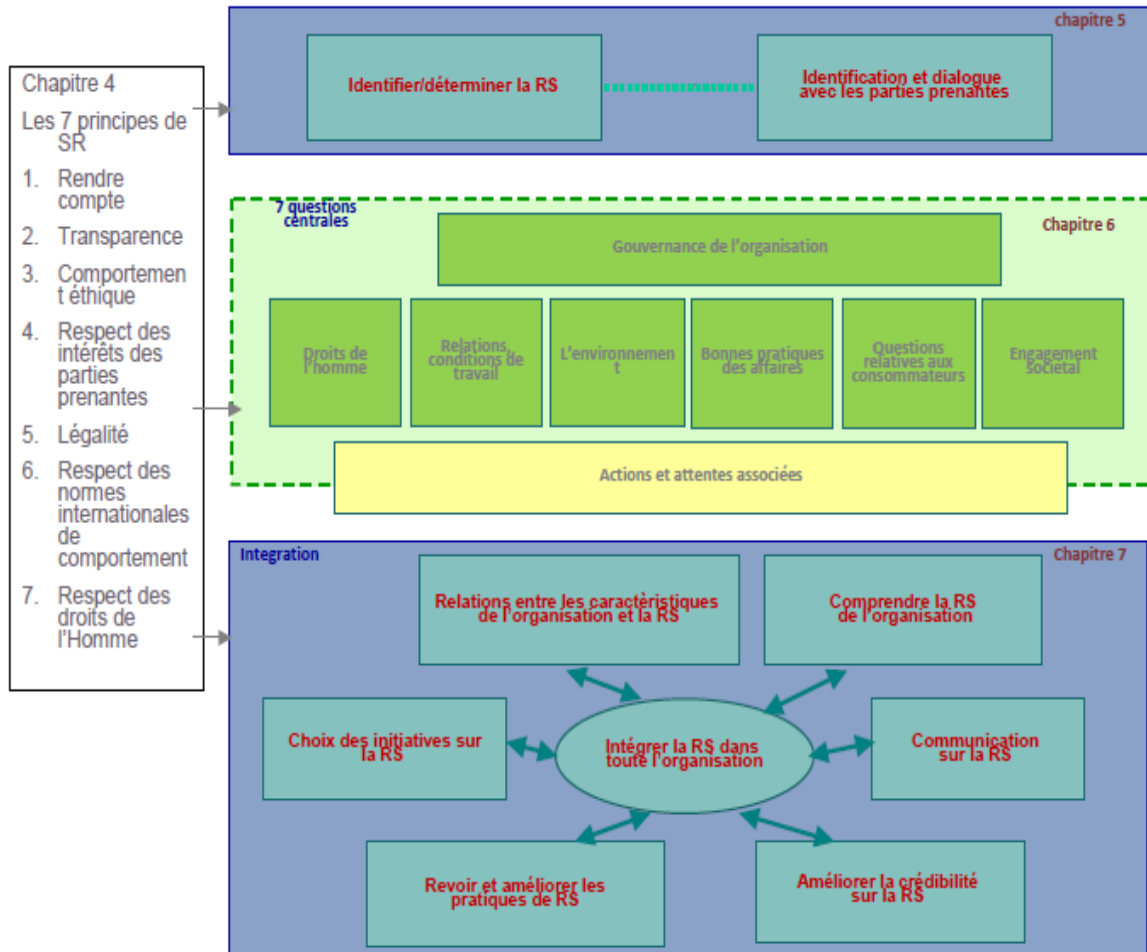 Chapitre 4
Les 7 principes de
SR
1. Rendre
compte
2. Transparence
3. Comportemen
t éthique
4. Respect des
intérêts des
parties
prenantes
5. Légalité
6. Respect des
normes
internationales
de
comportement
7. Respect des
droits de
l'Homme
chapitre 5
Identifier/déterminer la RS
Identification et dialogue
avec les parties prenantes
7 questions
centrales
Chapitre 6
Gouvernance de l'organisation
Droits de
l'homme
Relations,
conditions de
travail
L'environnemen
t
Bonnes pratiques
des affaires
Questions
relatives aux
consommateurs
Engagement
sociétal
Actions et attentes associées
Integration
Chapitre 7
Relations entre les caractèristiques
de l'organisation et la RS
Comprendre la RS
de l'organisation
Choix des initiatives sur
la RS
Intégrer la RS dans
toute l'organisation
Communication
sur la RS
Revoir et améliorer les
pratiques de RS
Améliorer la crédibilité
sur la RS